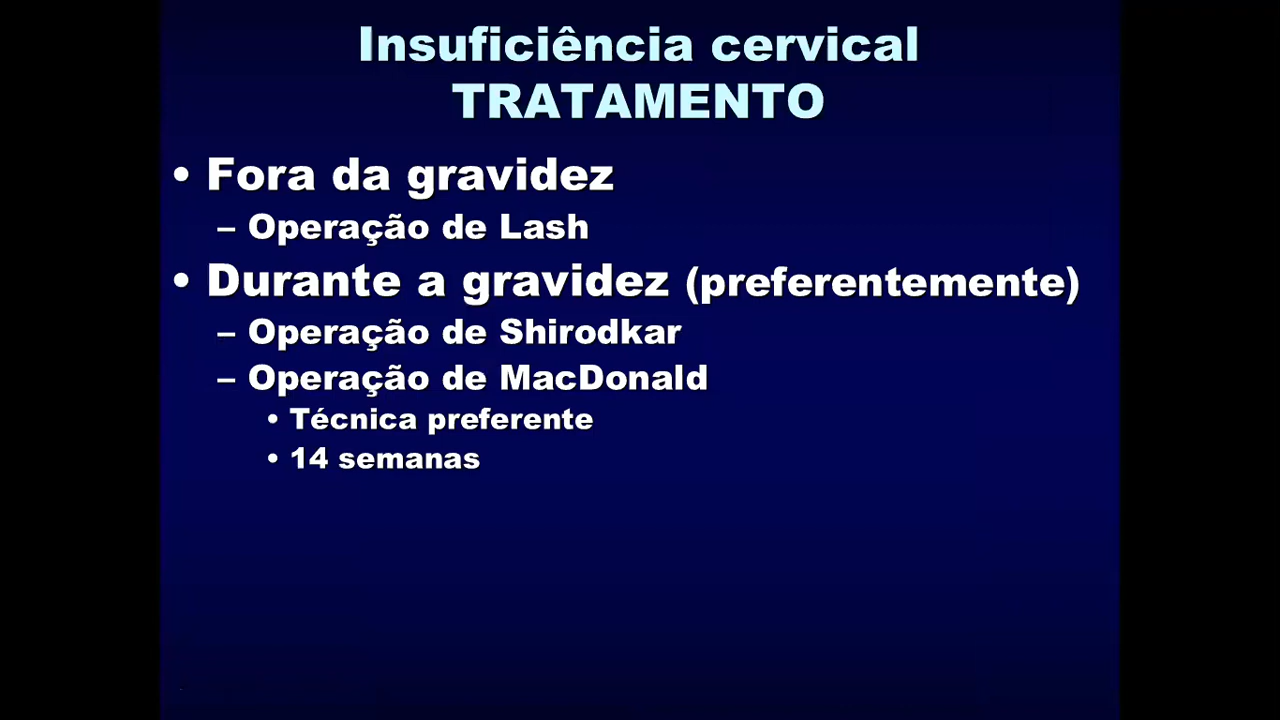 Insuficiência cervical
TRATAMENTO
• Fora da gravidez
– Operação de Lash
• Durante a gravidez (preferentemente)
– Operação de Shirodkar
– Operação de MacDonald
• Técnica preferente
• 14 semanas